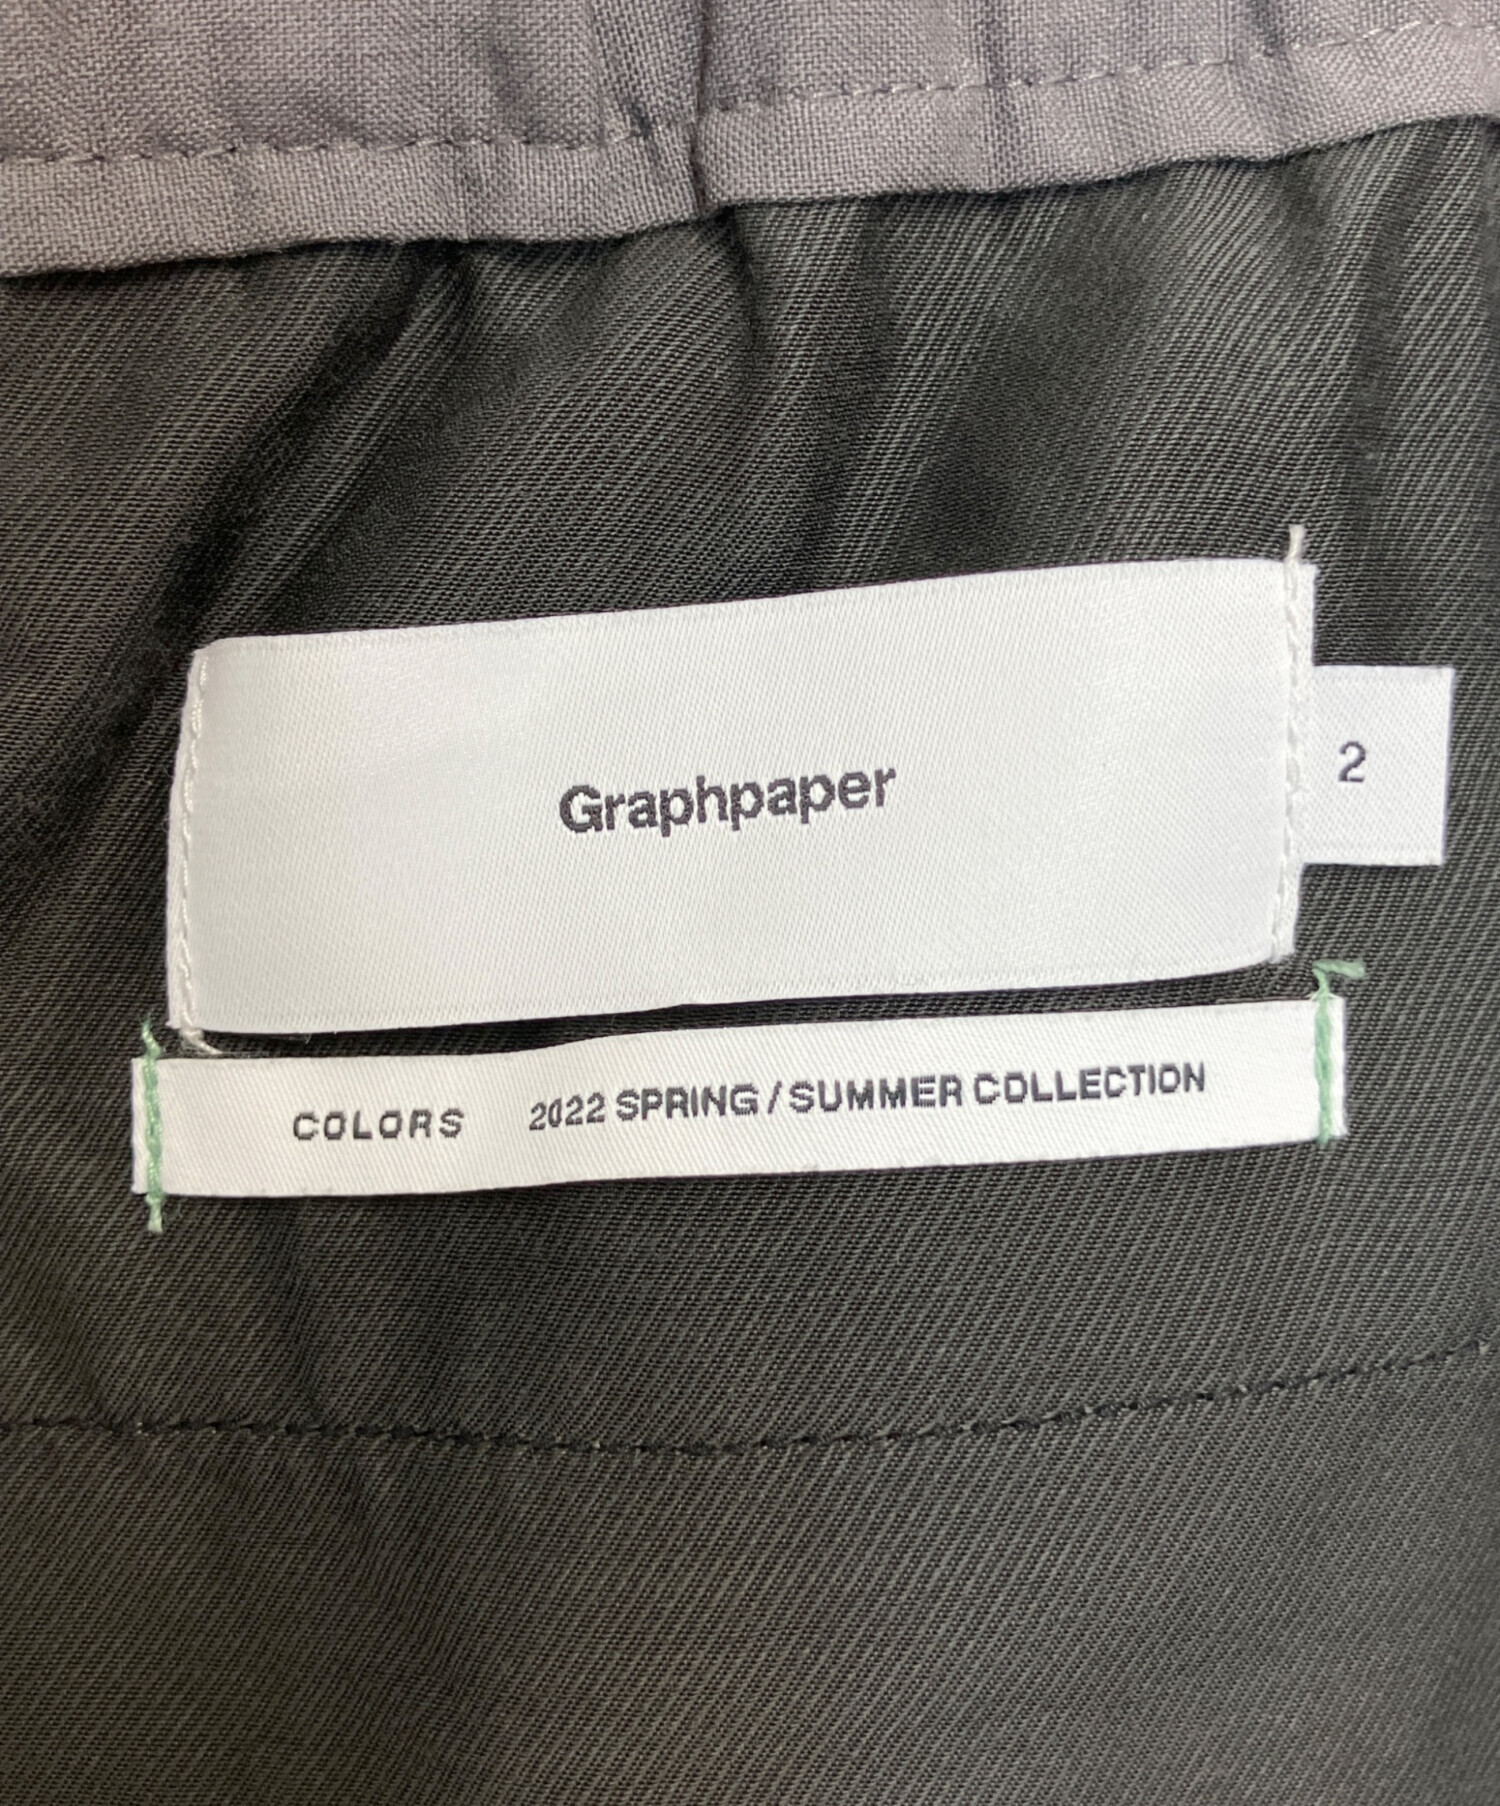 Graphpaper
2
COLORS 2022 SPRING / SUMMER COLLECTION